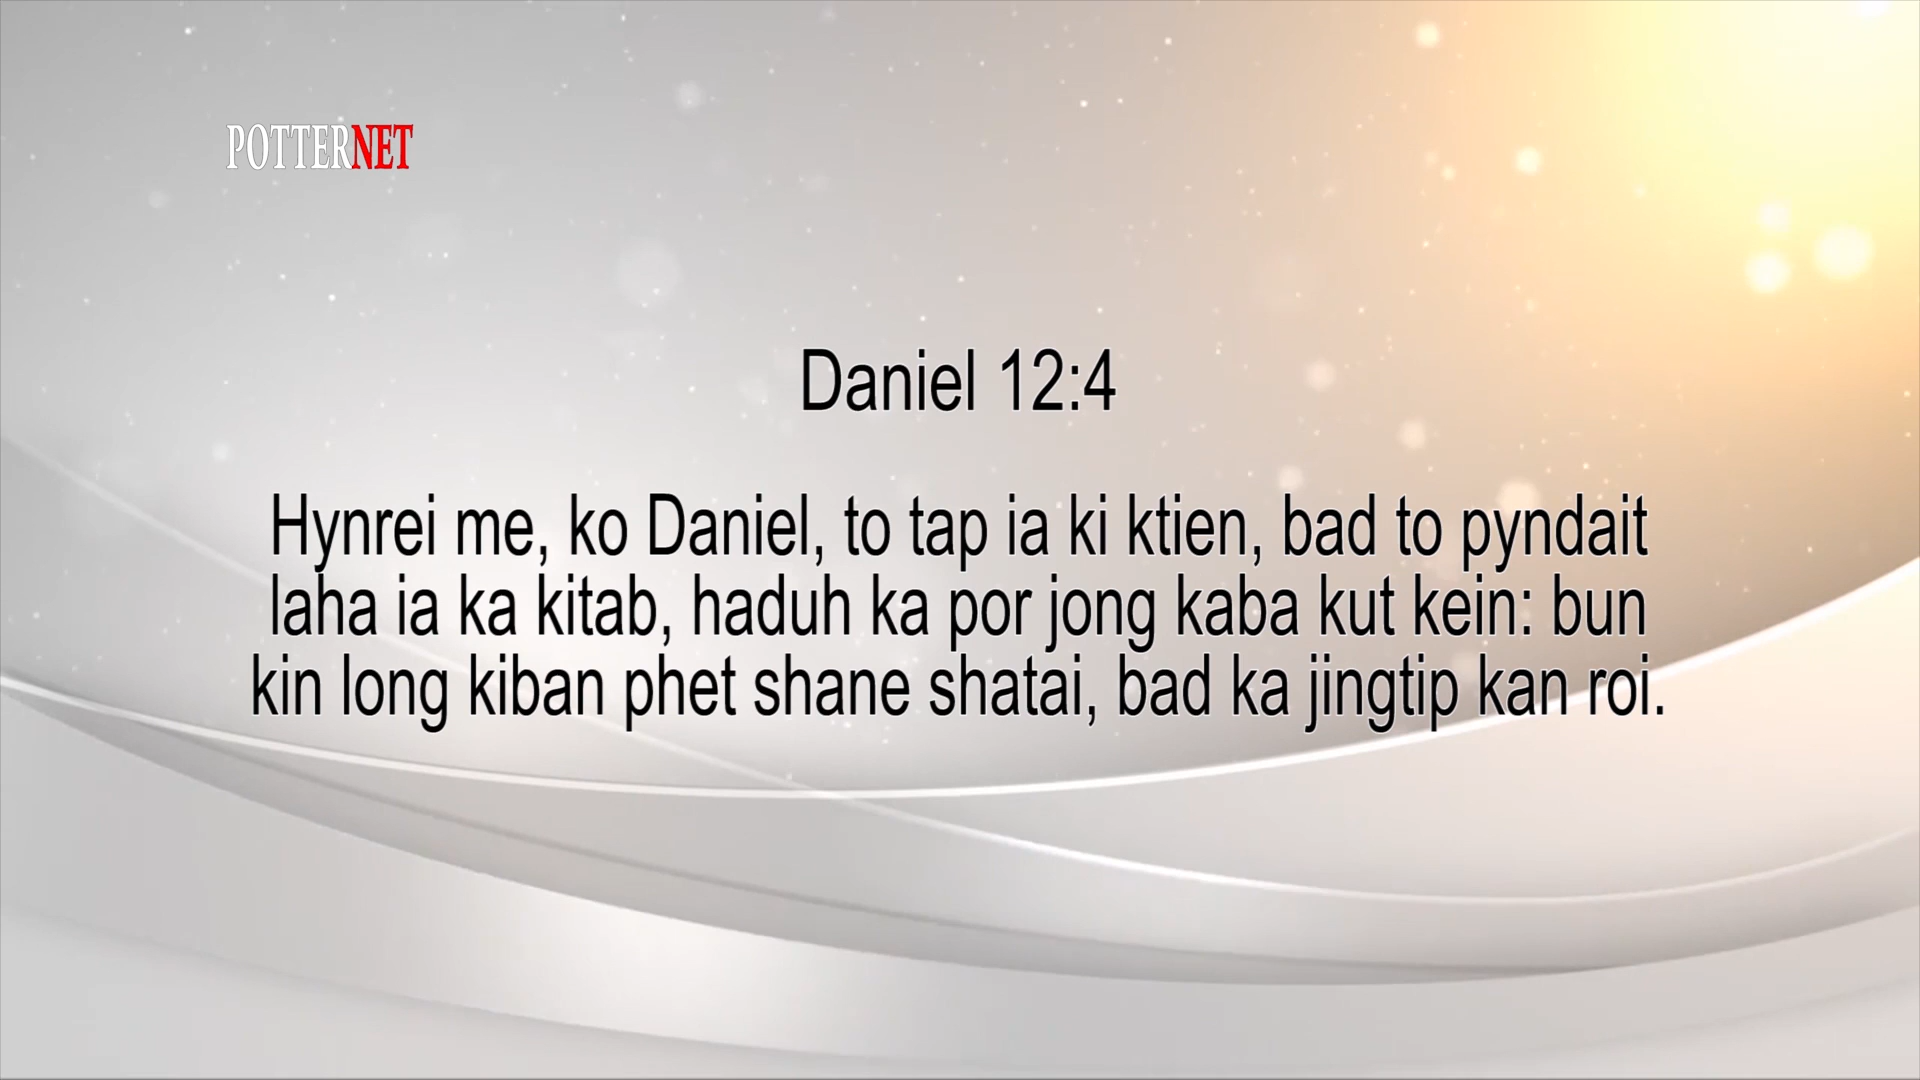 POTTERNET
Daniel 12:4
Hynrei me, ko Daniel, to tap ia ki ktien, bad to pyndait
laha ia ka kitab, haduh ka por jong kaba kut kein: bun
kin long kiban phet shane shatai, bad ka jingtip kan roi.